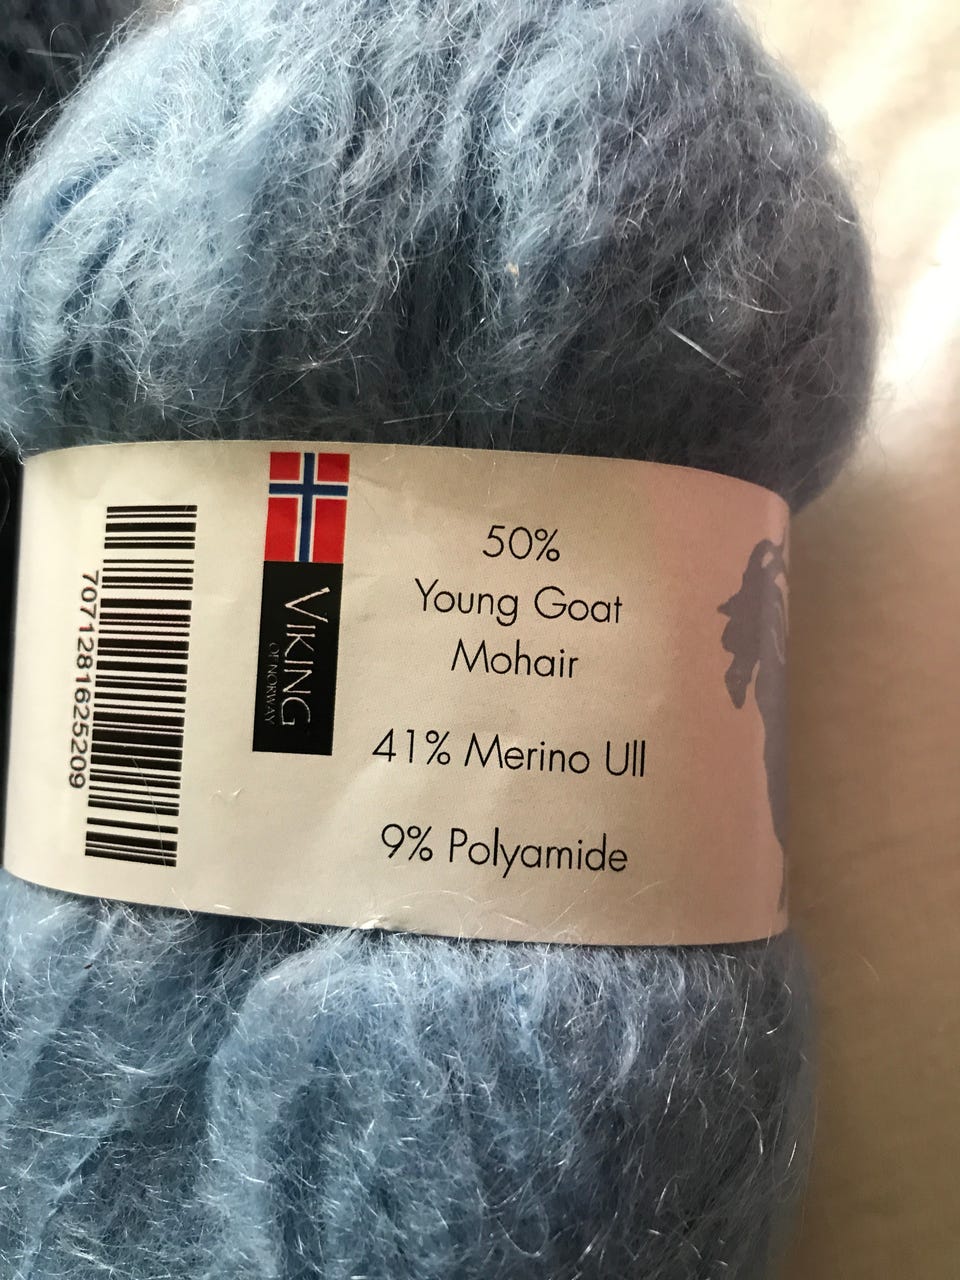 7071281625209
VIKING
OF NORWAY
50%
Young Goat
Mohair
41% Merino Ull
9% Polyamide